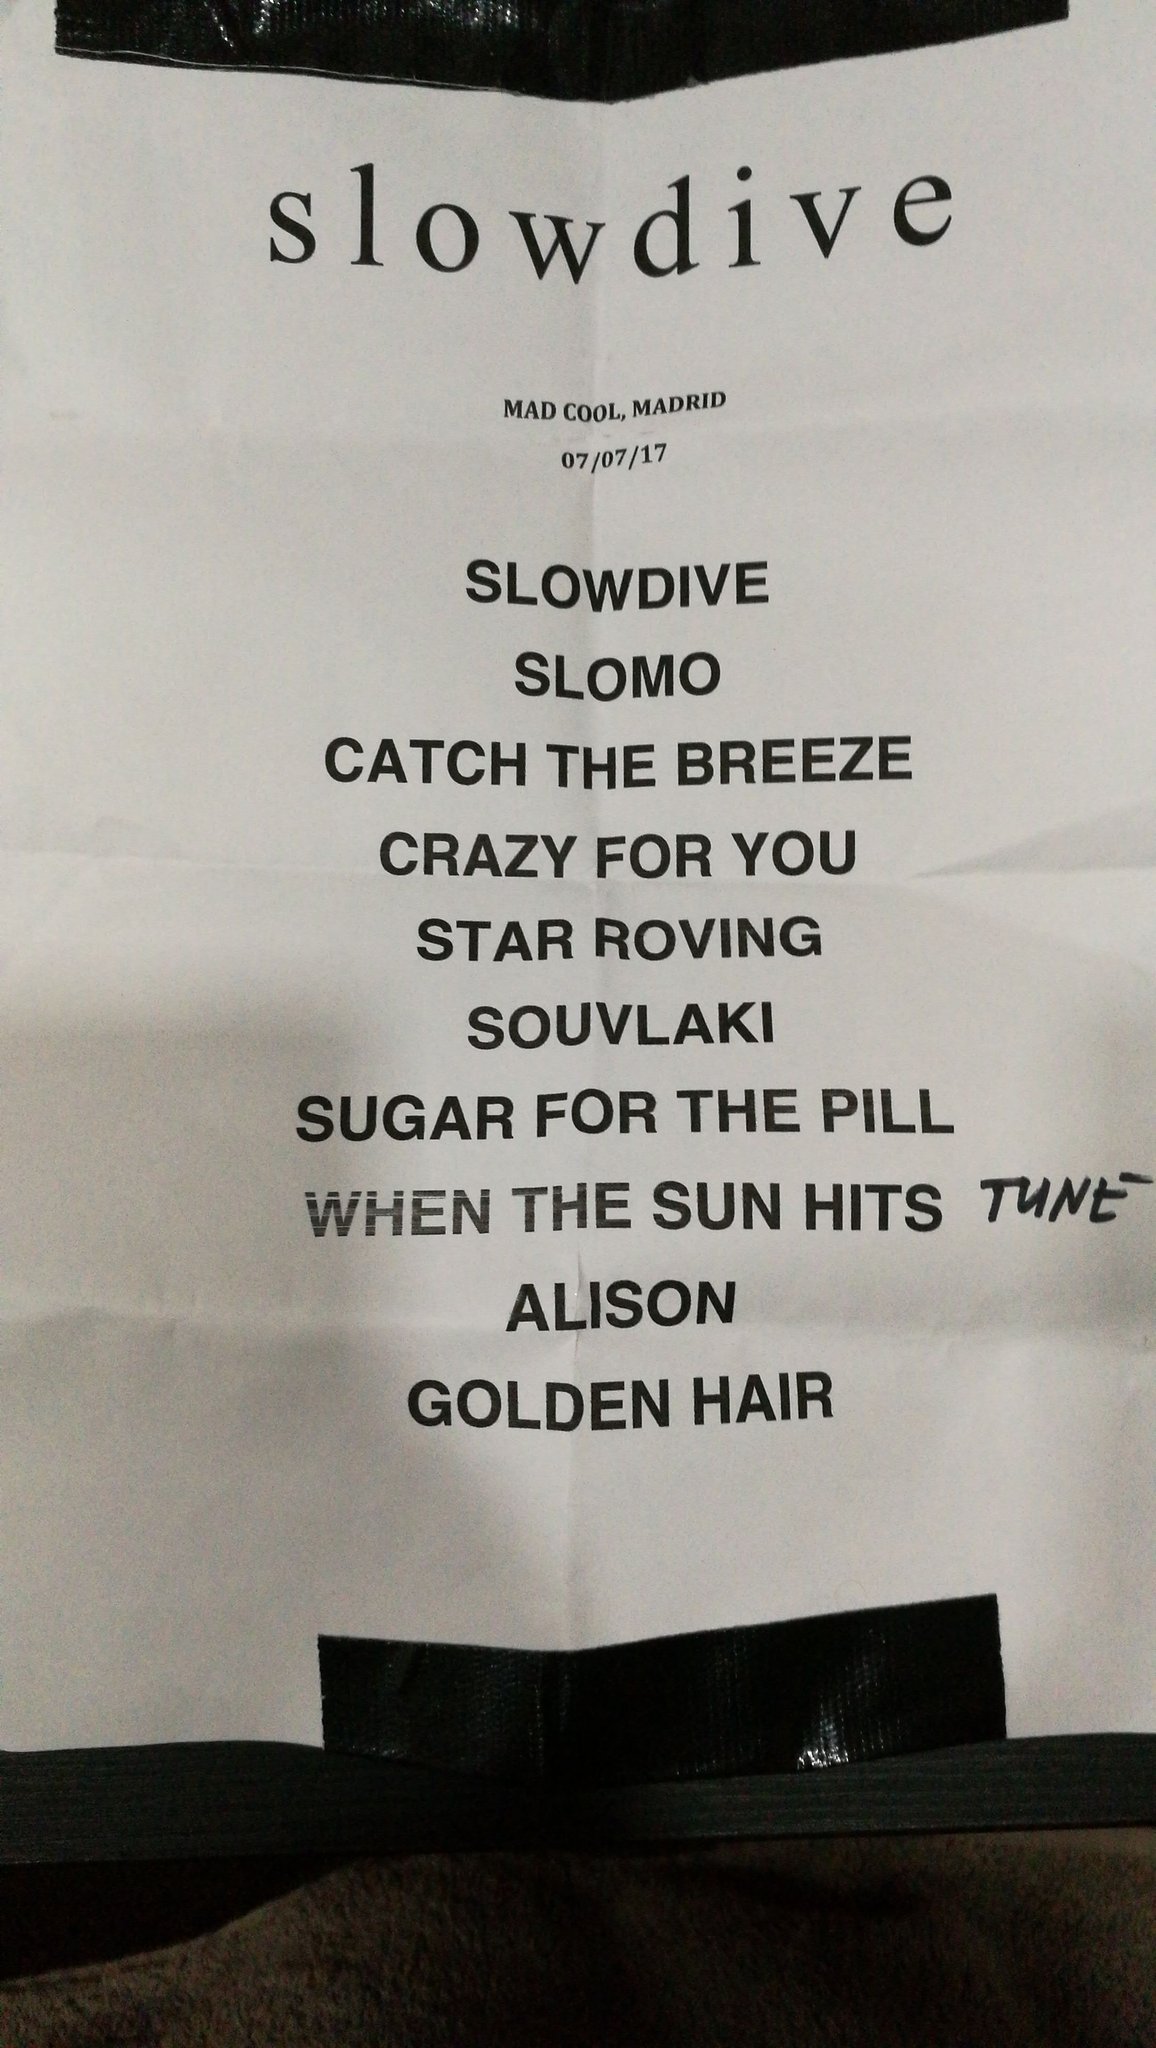 slowdive
MAD COOL, MADRID
07/07/17
SLOWDIVE
SLOMO
CATCH THE BREEZE
CRAZY FOR YOU
STAR ROVING
SOUVLAKI
SUGAR FOR THE PILL
WHEN THE SUN HITS TUNE
ALISON
GOLDEN HAIR